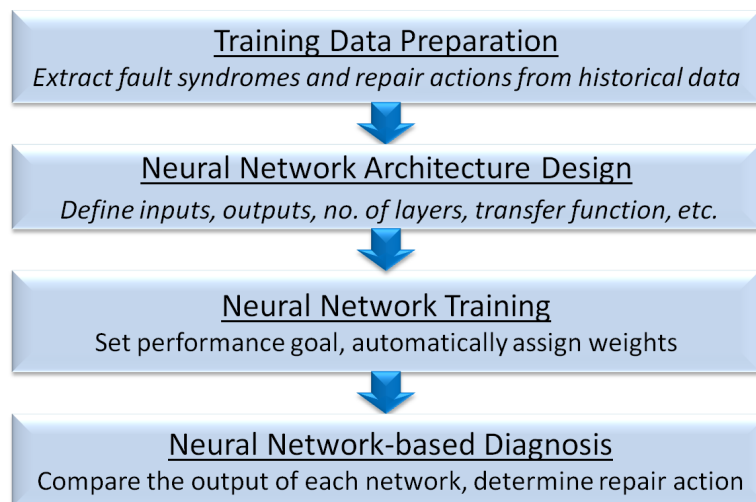 Training Data Preparation
Extract fault syndromes and repair actions from historical data
Neural Network Architecture Design
Define inputs, outputs, no. of layers, transfer function, etc.
Neural Network Training
Set performance goal, automatically assign weights
Neural Network-based Diagnosis
Compare the output of each network, determine repair action